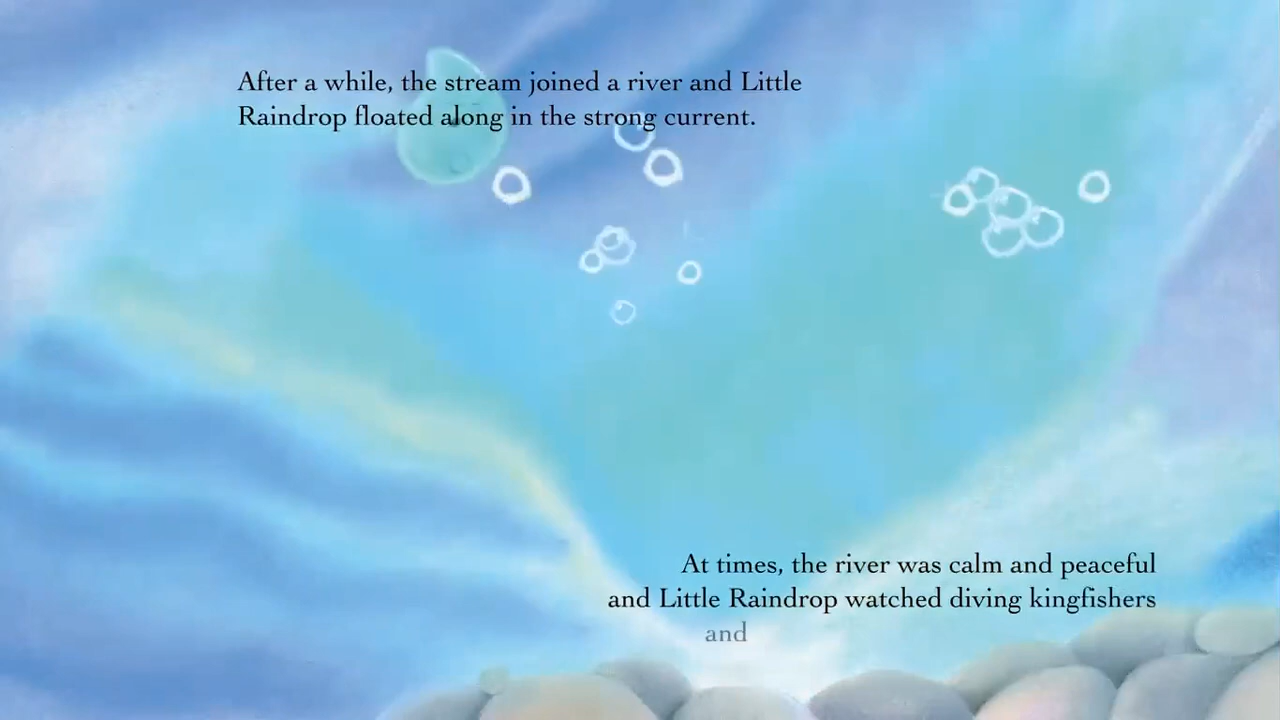 After a while, the stream joined a river and Little
Raindrop floated along in the strong current.
At times, the river was calm and peaceful
and Little Raindrop watched diving kingfishers
and